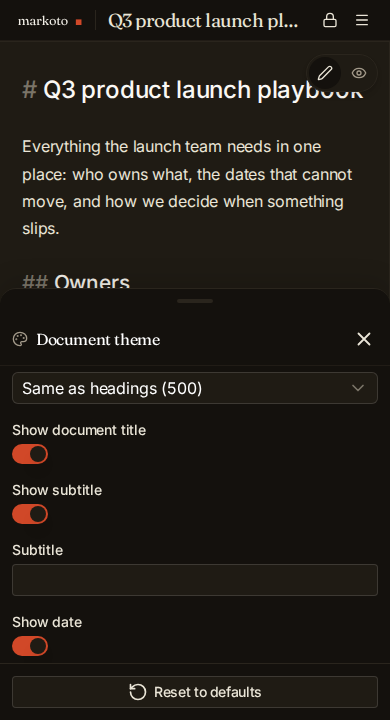 markoto
Q3 product launch pl...
# Q3 product launch playbook
Everything the launch team needs in one
place: who owns what, the dates that cannot
move, and how we decide when something
slips.
## Owners
Document theme
Same as headings (500)
Show document title
Show subtitle
Subtitle
Show date
Reset to defaults